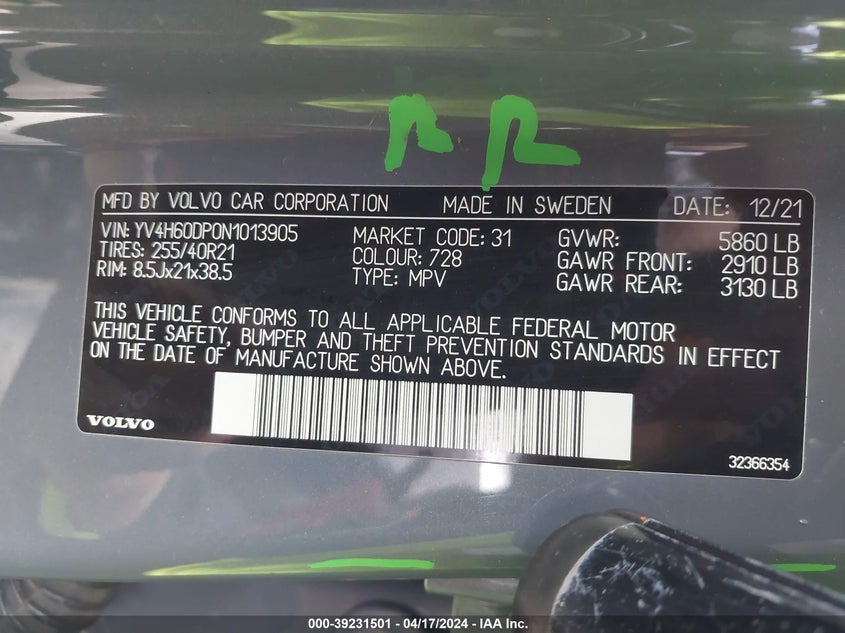 RR
MFD BY VOLVO CAR CORPORATION MADE IN SWEDEN DATE: 12/21
VIN: YV4H60DP0N1013905 MARKET CODE: 31 GVWR: 5860 LB
TIRES: 255/40R21 COLOUR: 728 GAWR FRONT: 2910 LB
RIM: 8.5Jx21x38.5 TYPE: MPV GAWR REAR: 3130 LB
THIS VEHICLE CONFORMS TO ALL APPLICABLE FEDERAL MOTOR
VEHICLE SAFETY, BUMPER AND THEFT PREVENTION STANDARDS IN EFFECT
ON THE DATE OF MANUFACTURE SHOWN ABOVE.
VOLVO
32366354
000-39231501 - 04/17/2024 - IAA Inc.